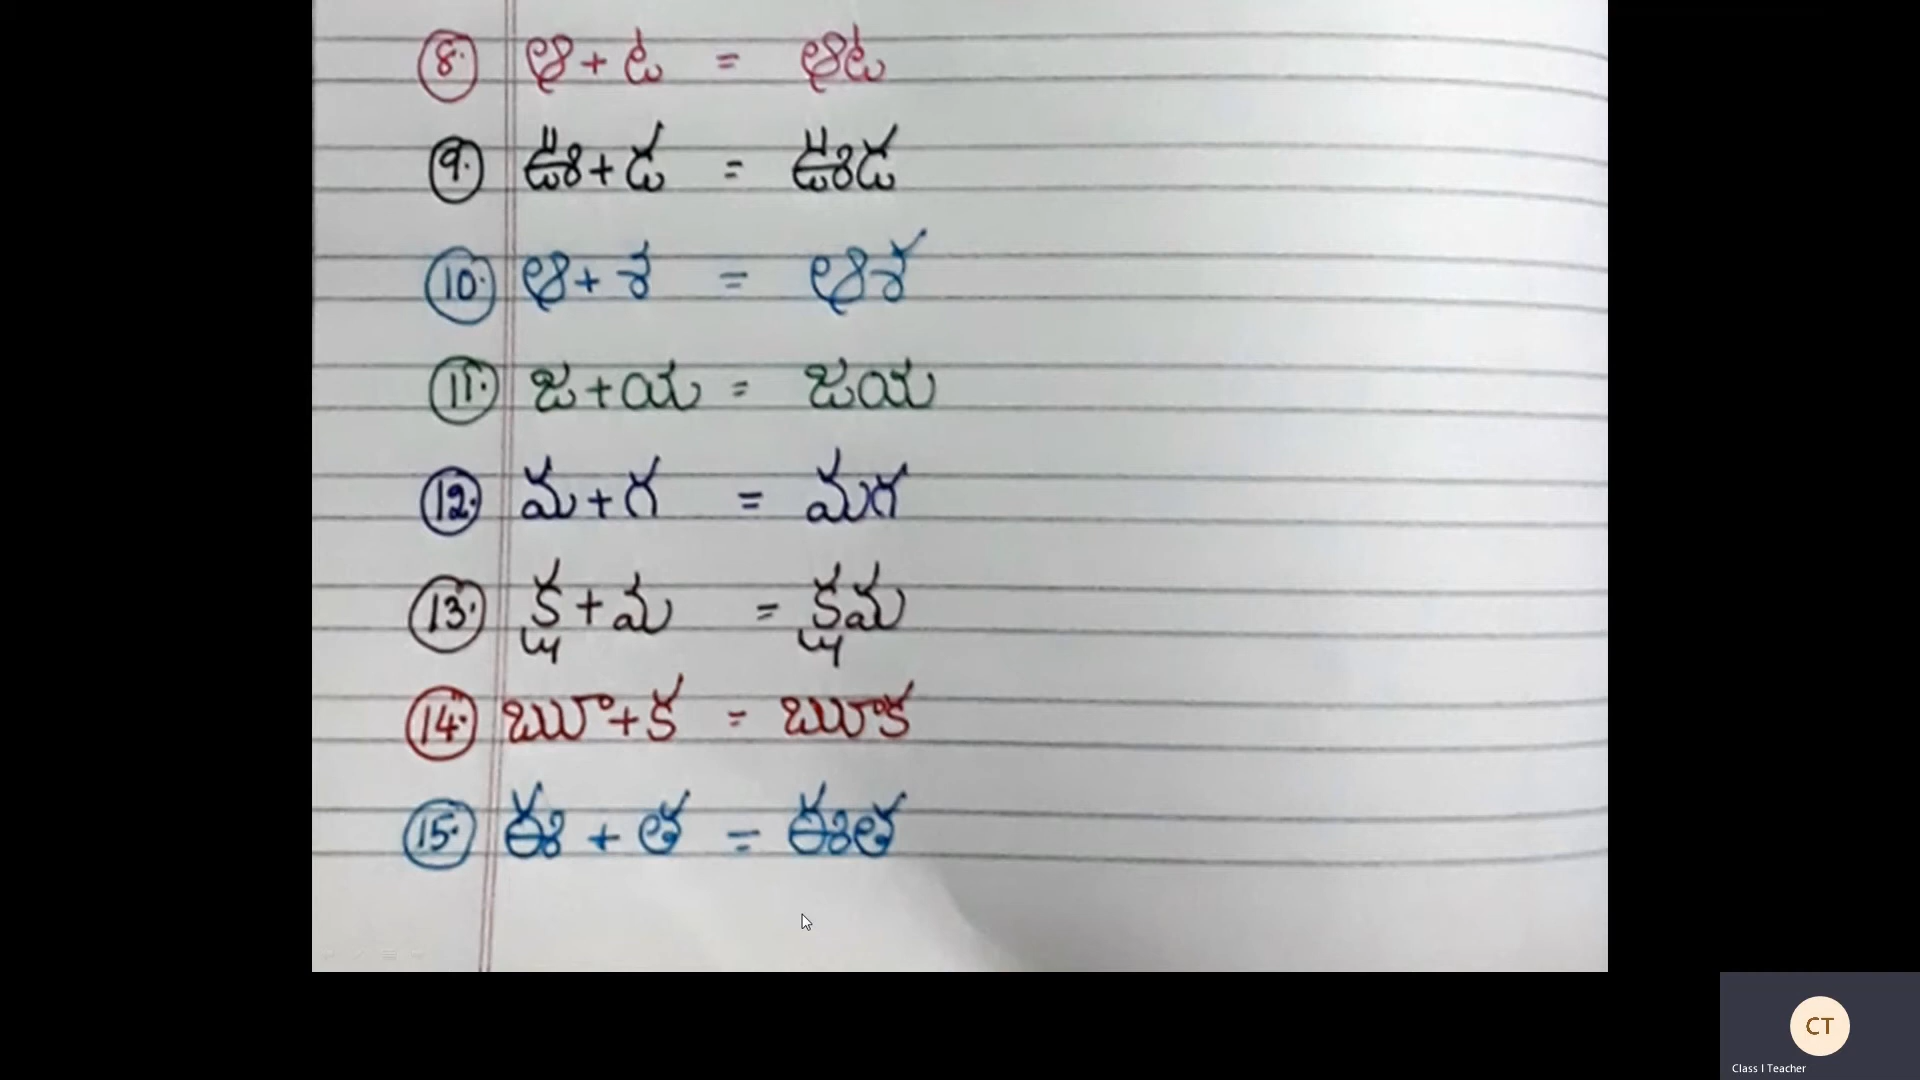 8. ఆ + ట = ఆట
9. ఊ + డ = ఊడ
10. ఆ + శ = ఆశ
11. జ + య = జయ
12. మ + గ = మగ
13. క్ష + మ = క్షమ
14. ఋూ + క = ఋూక
15. ఈ + త = ఈత
CT
Class I Teacher